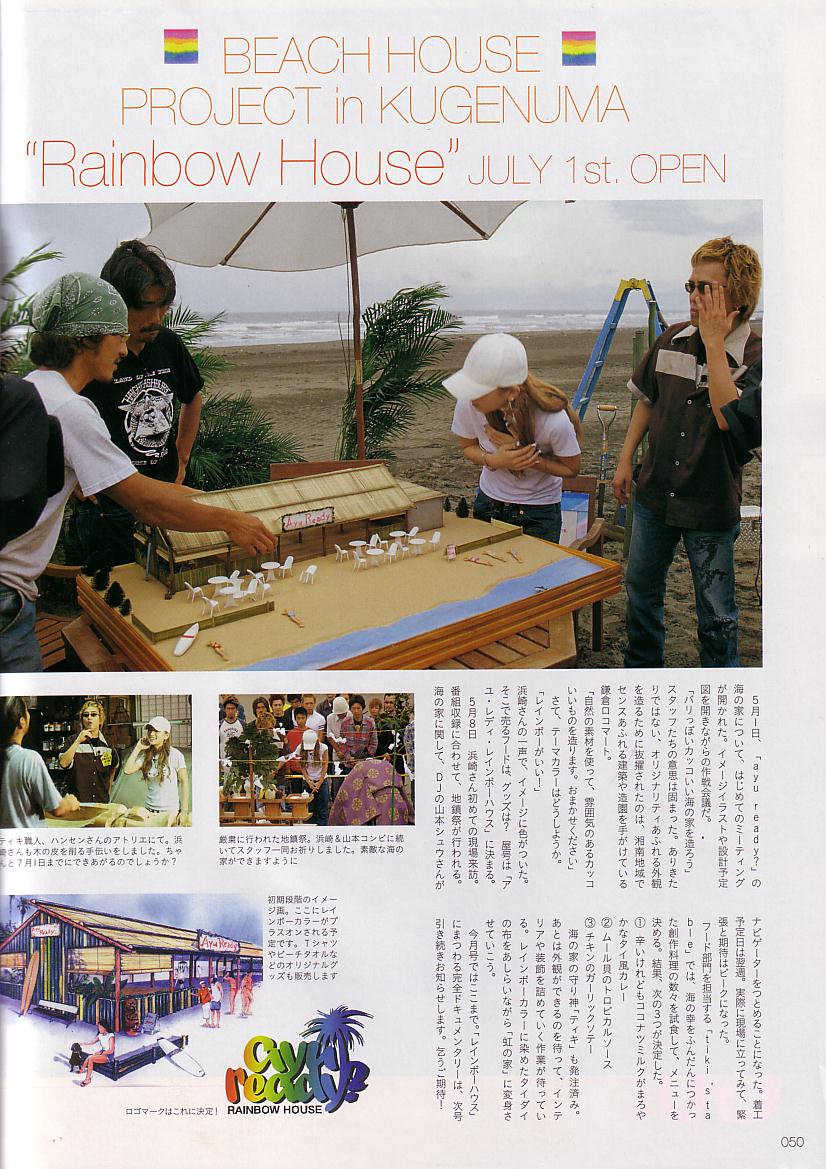 BEACH HOUSE
PROJECT in KUGENUMA
“Rainbow House” JULY 1st. OPEN
Ayu Ready
5月1日、「ayu ready?」の
海の家について、はじめてのミーティング
が開かれた。イメージイラストや設計予定
図を開きながらの作戦会議だ。
「バリっぽいカッコいい海の家を造ろう」
スタッフたちの意思は固まった。ありきた
りではない、オリジナリティあふれる外観
を造るために抜擢されたのは、湘南地域で
センスあふれる建築や造園を手がけている
鎌倉ロコマート。
「自然の素材を使って、雰囲気のあるカッコ
いいものを造ります。おまかせください」
さて、テーマカラーはどうしようか。
「レインボーがいい！」
浜崎さんの一声で、イメージに色がついた。
そこで売るフードは、グッズは？ 屋号は「ア
ユ・レディ・レインボーハウス」に決まる。
5月8日 浜崎さん初めての現場来訪。
番組収録に合わせて、地鎮祭が行われる。
海の家に関して、DJの山本シュウさんが
ナビゲーターをつとめることになった。着工
予定日は翌週。実際に現場に立ってみて、緊
張と期待はピークになった。
フード部門を担当する「tiki.sta
ble」では、海の幸をふんだんにつかっ
た創作料理の数々を試食して、メニューを
決める。結果、次の3つが決定した。
① 辛いけれどもココナツミルクがまろや
かなタイ風カレー
② ムール貝のトロピカルソース
③ チキンのガーリックソテー
海の家の守り神「ティキ」も発注済み。
あとは外観ができるのを待って、インテ
リアや装飾を詰めていく作業が待ってい
る。レインボーカラーに染めたタイダイ
の布をあしらいながら「虹の家」に変身さ
せていこう。
今月号ではここまで。「レインボーハウス」
にまつわる完全ドキュメンタリーは、次号
引き続きお知らせします。乞うご期待！
ティキ職人、ハンセンさんのアトリエにて。浜
崎さんも木の皮を削る手伝いをしました。ちゃ
んと7月1日までにできあがるのでしょうか？
厳粛に行われた地鎮祭。浜崎＆山本コンビに続
いてスタッフ一同お祈りしました。素敵な海の
家ができますように
初期段階のイメー
ジ画。ここにレイン
ボーカラーがプ
ラスオンされる予
定です。Tシャツ
やビーチタオルな
どのオリジナルグ
ッズも販売します
Ayu Ready
ayu
ready?
RAINBOW HOUSE
ロゴマークはこれに決定！
050